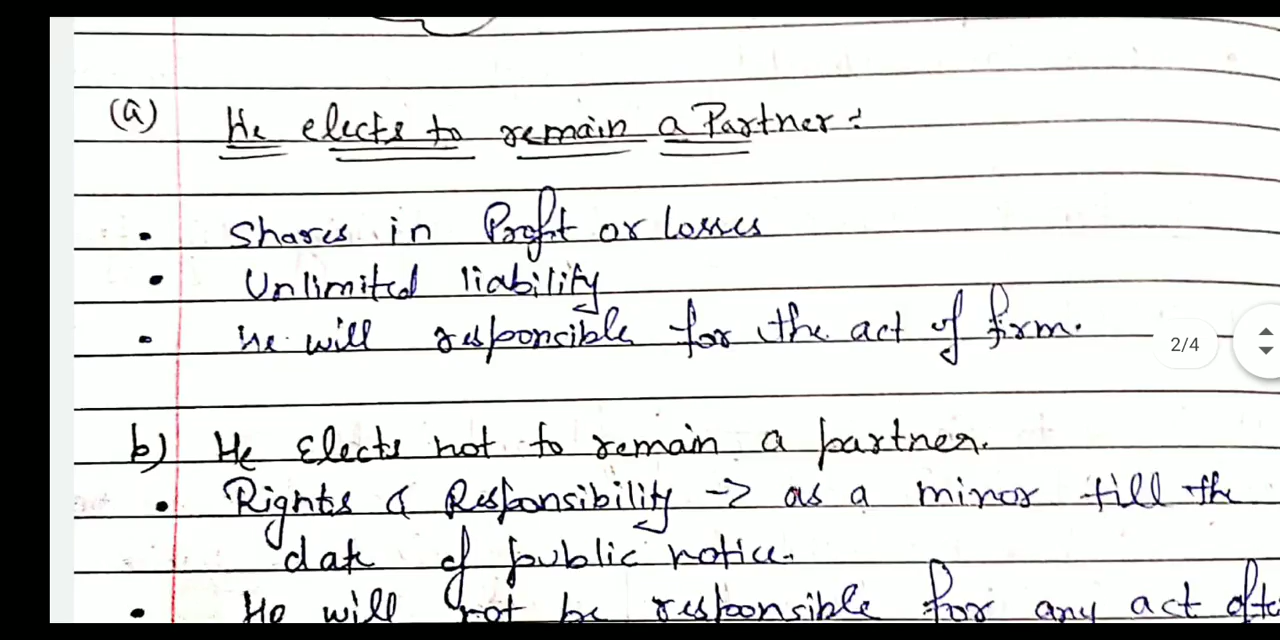 (a) He elects to remain a Partner :
• Shares in Profit or losses
• Unlimited liability
• he will responsible for the act of firm.
2/4
b) He Elects not to remain a partner.
• Rights & Responsibility -> as a minor till the
date of public notice.
• He will not be responsible for any act